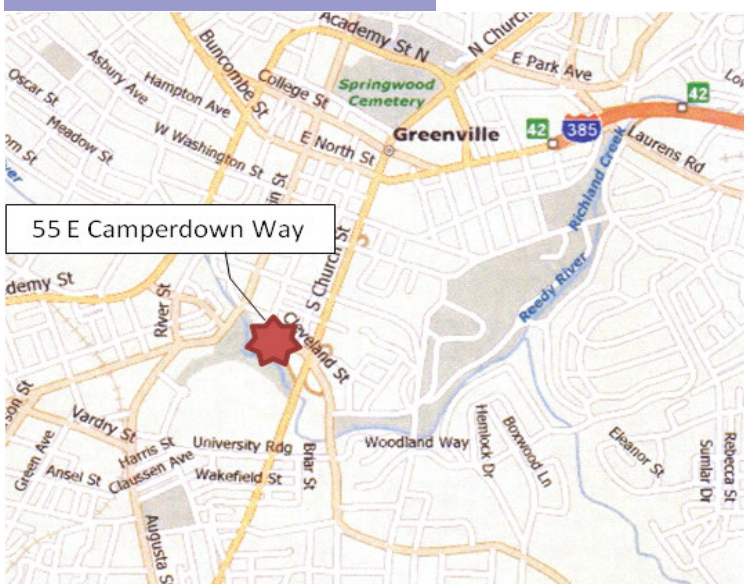 Academy St N
N Church
Buncombe St
E Park Ave
Asbury Ave
Oscar St
College St
Springwood
Cemetery
Hampton Ave
42
42
385
Greenville
Meadow St
W Washington St
E North St
Laurens Rd
Richland Creek
55 E Camperdown Way
S Church St
Reedy River
River St
Cleveland St
Vardry St
Green Ave
Harris St
University Rdg
Briar St
Woodland Way
Hemlock Dr
Boxwood Ln
Eleanor St
Sumlar Dr
Rebecca St
Ansel St
Claussen Ave
Wakefield St
Augusta S